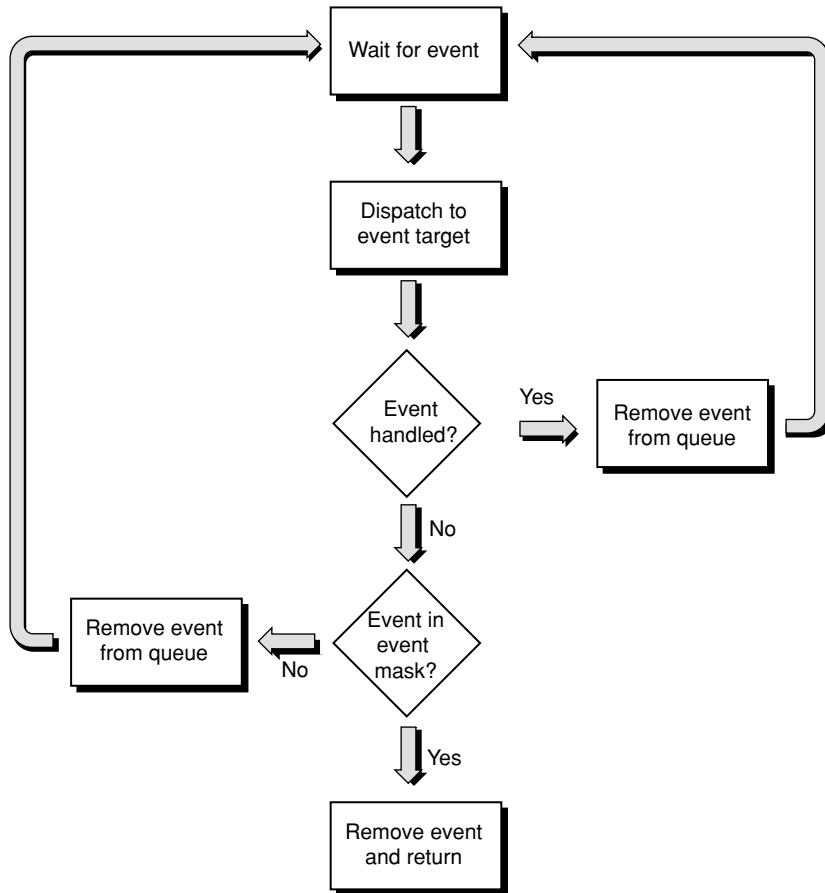 Wait for event
Dispatch to
event target
Event
handled?
Yes
Remove event
from queue
No
Event in
event
mask?
No
Remove event
from queue
Yes
Remove event
and return